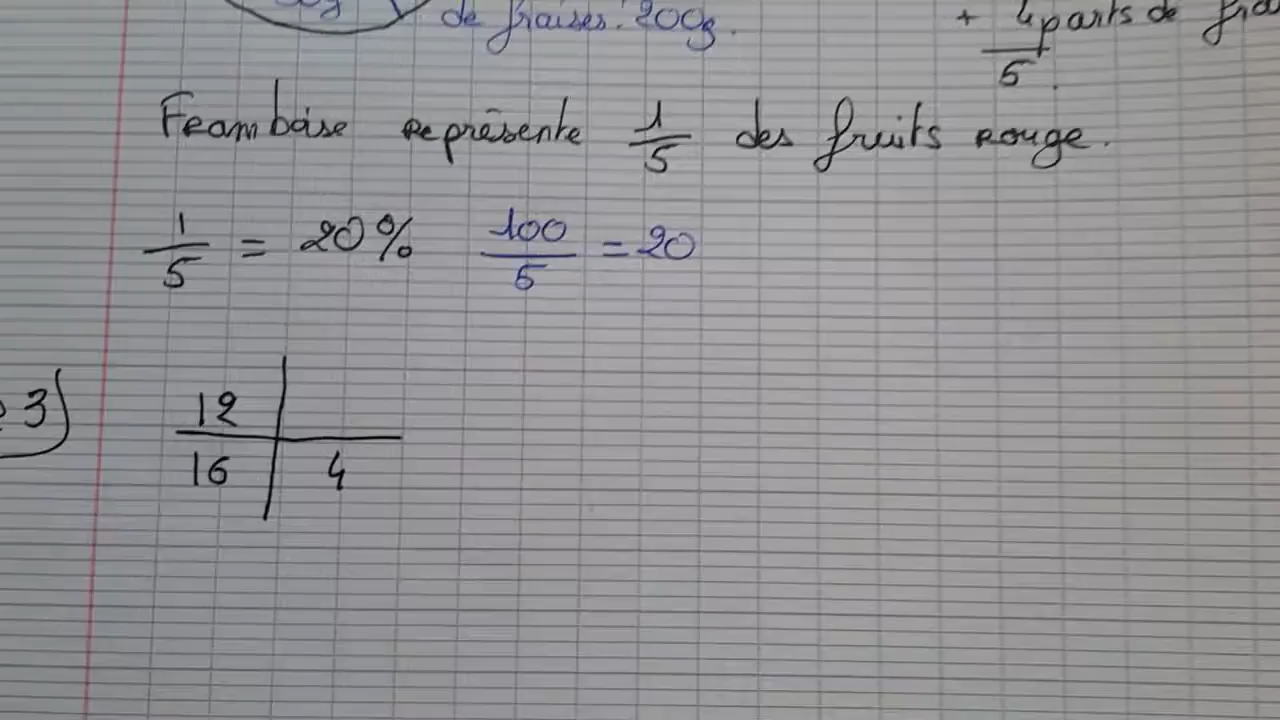 de fraises: 200g.
+ 4 parts de
5
Framboise représente 1/5 des fruits rouge.
1/5 = 20% 100/5 = 20
3)
12
16 4